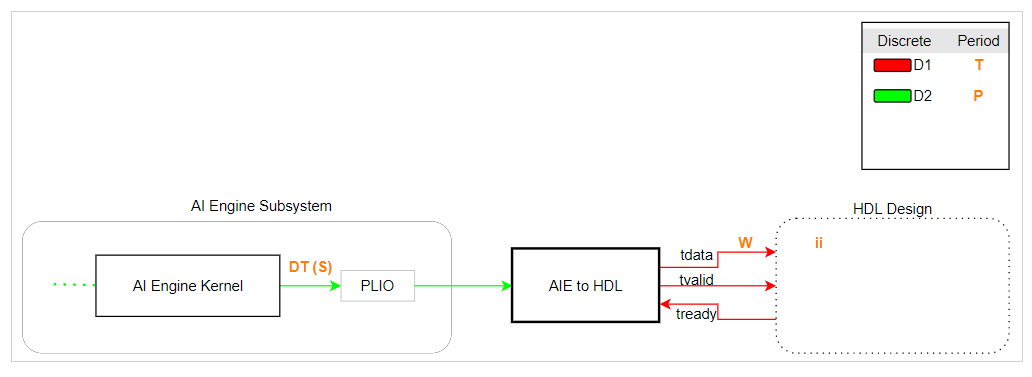 Discrete Period
D1 T
D2 P
AI Engine Subsystem
HDL Design
AI Engine Kernel
DT (S)
PLIO
AIE to HDL
tdata
W
tvalid
tready
ii